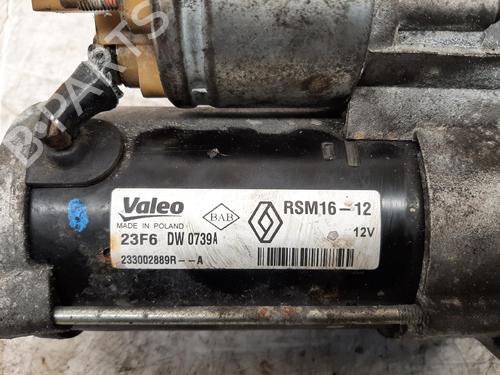 Valeo
MADE IN POLAND
BAB
RSM16-12
12V
23F6 DW0739A
233002889R--A
B-PARTS